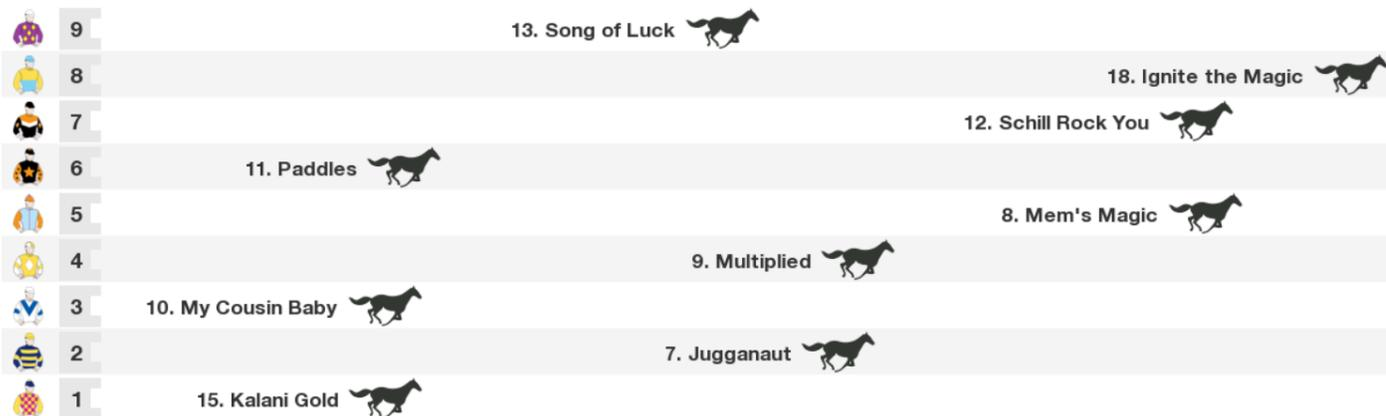 9 13. Song of Luck
8 18. Ignite the Magic
7 12. Schill Rock You
6 11. Paddles
5 8. Mem's Magic
4 9. Multiplied
3 10. My Cousin Baby
2 7. Jugganaut
1 15. Kalani Gold